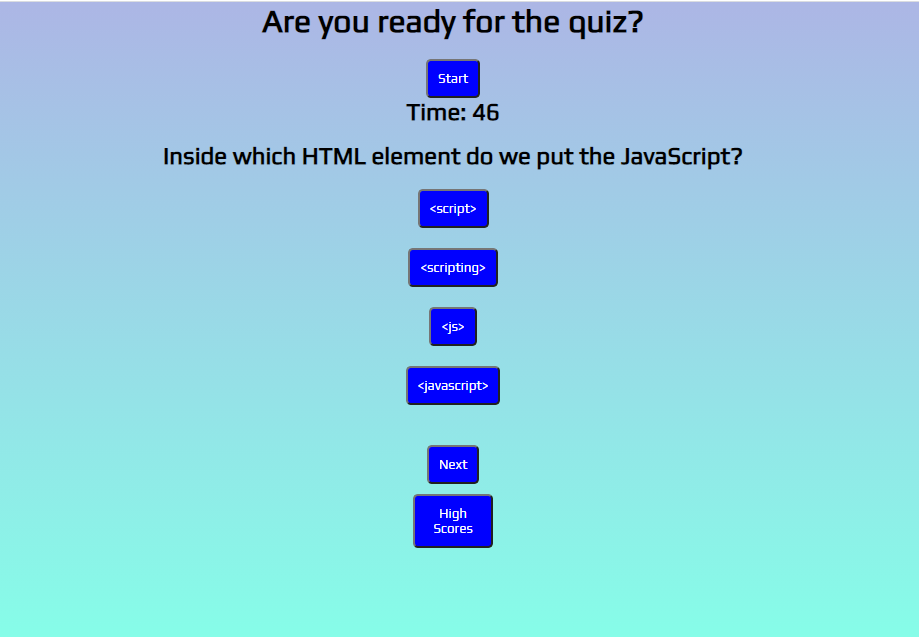 Are you ready for the quiz?
Start
Time: 46
Inside which HTML element do we put the JavaScript?
<script>
<scripting>
<js>
<javascript>
Next
High
Scores